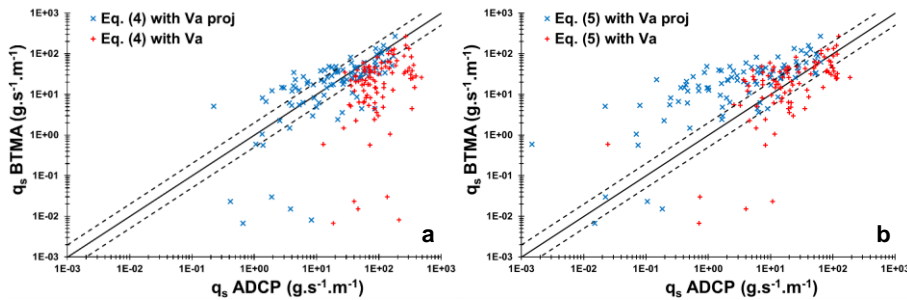 × Eq. (4) with Va proj
+ Eq. (4) with Va
1E+03
1E+02
1E+01
1E+00
1E-01
1E-02
1E-03
q_s BTMA (g.s⁻¹.m⁻¹)
1E-03 1E-02 1E-01 1E+00 1E+01 1E+02 1E+03
q_s ADCP (g.s⁻¹.m⁻¹)
a
× Eq. (5) with Va proj
+ Eq. (5) with Va
1E+03
1E+02
1E+01
1E+00
1E-01
1E-02
1E-03
q_s BTMA (g.s⁻¹.m⁻¹)
1E-03 1E-02 1E-01 1E+00 1E+01 1E+02 1E+03
q_s ADCP (g.s⁻¹.m⁻¹)
b